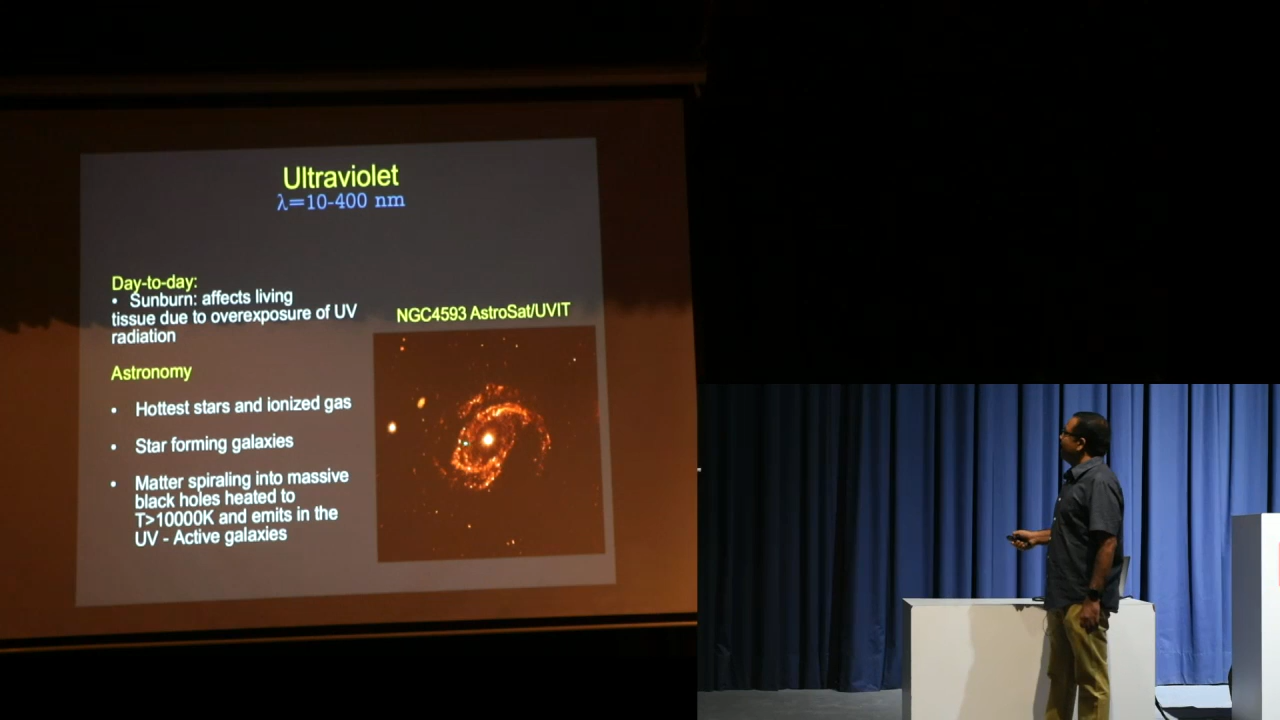 Ultraviolet
λ=10-400 nm
Day-to-day:
• Sunburn: affects living
tissue due to overexposure of UV
radiation
NGC4593 AstroSat/UVIT
Astronomy
• Hottest stars and ionized gas
• Star forming galaxies
• Matter spiraling into massive
black holes heated to
T>10000K and emits in the
UV - Active galaxies